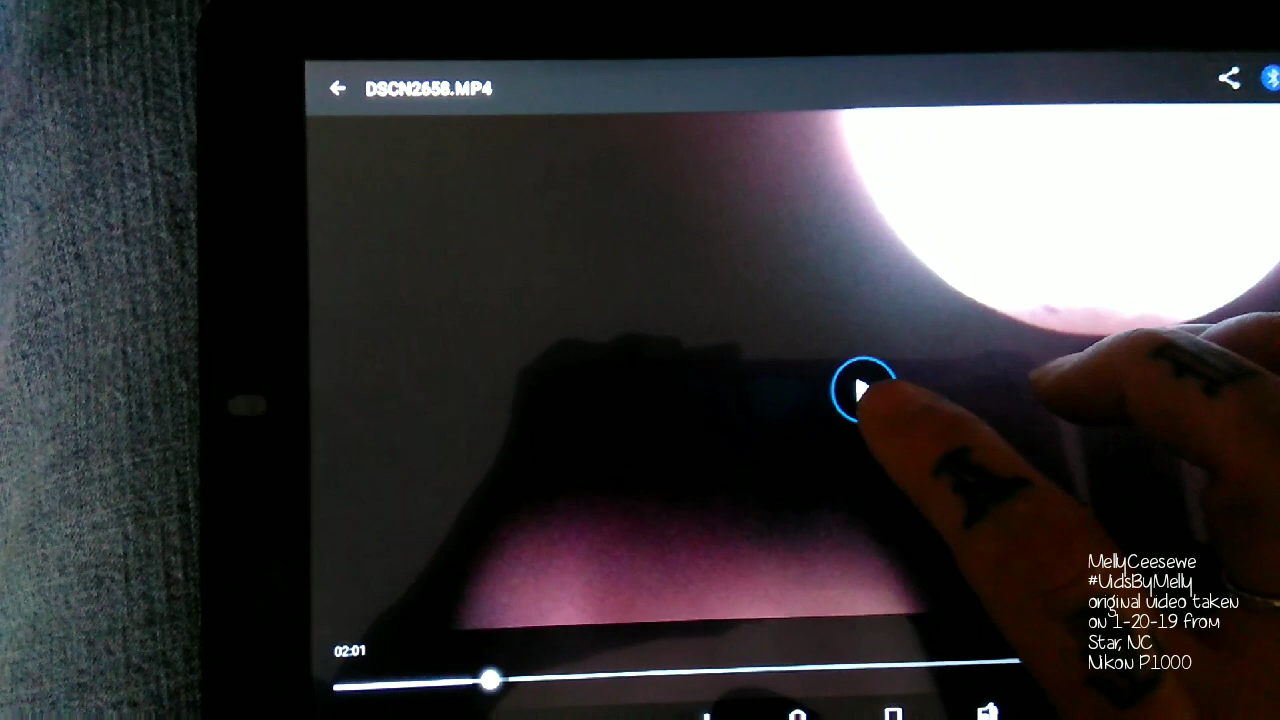 DSCN2658.MP4
02:01
MellyCeesewe
#VidsByMelly
original video taken
on 1-20-19 from
Star, NC
Nikon P1000